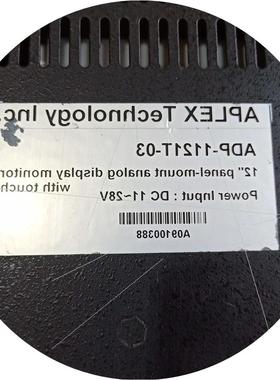 APLEX Technology Inc.
ADP-1121T-03
12" panel-mount analog display monitor
with touch
Power Input : DC 11~28V
A09100388